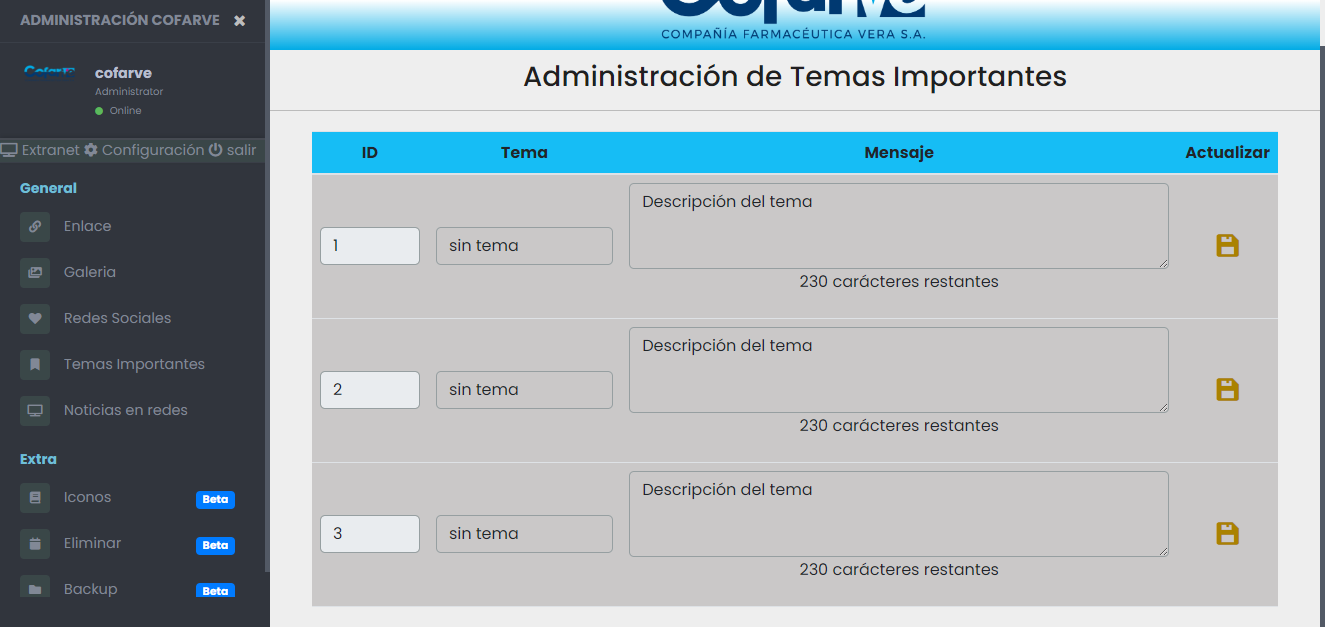 ADMINISTRACIÓN COFARVE
Cofarve
cofarve
Administrator
Online
Extranet Configuración salir
General
Enlace
Galeria
Redes Sociales
Temas Importantes
Noticias en redes
Extra
Iconos Beta
Eliminar Beta
Backup Beta
Cofarve
COMPAÑÍA FARMACÉUTICA VERA S.A.
Administración de Temas Importantes
ID Tema Mensaje Actualizar
1 sin tema Descripción del tema
230 carácteres restantes
2 sin tema Descripción del tema
230 carácteres restantes
3 sin tema Descripción del tema
230 carácteres restantes